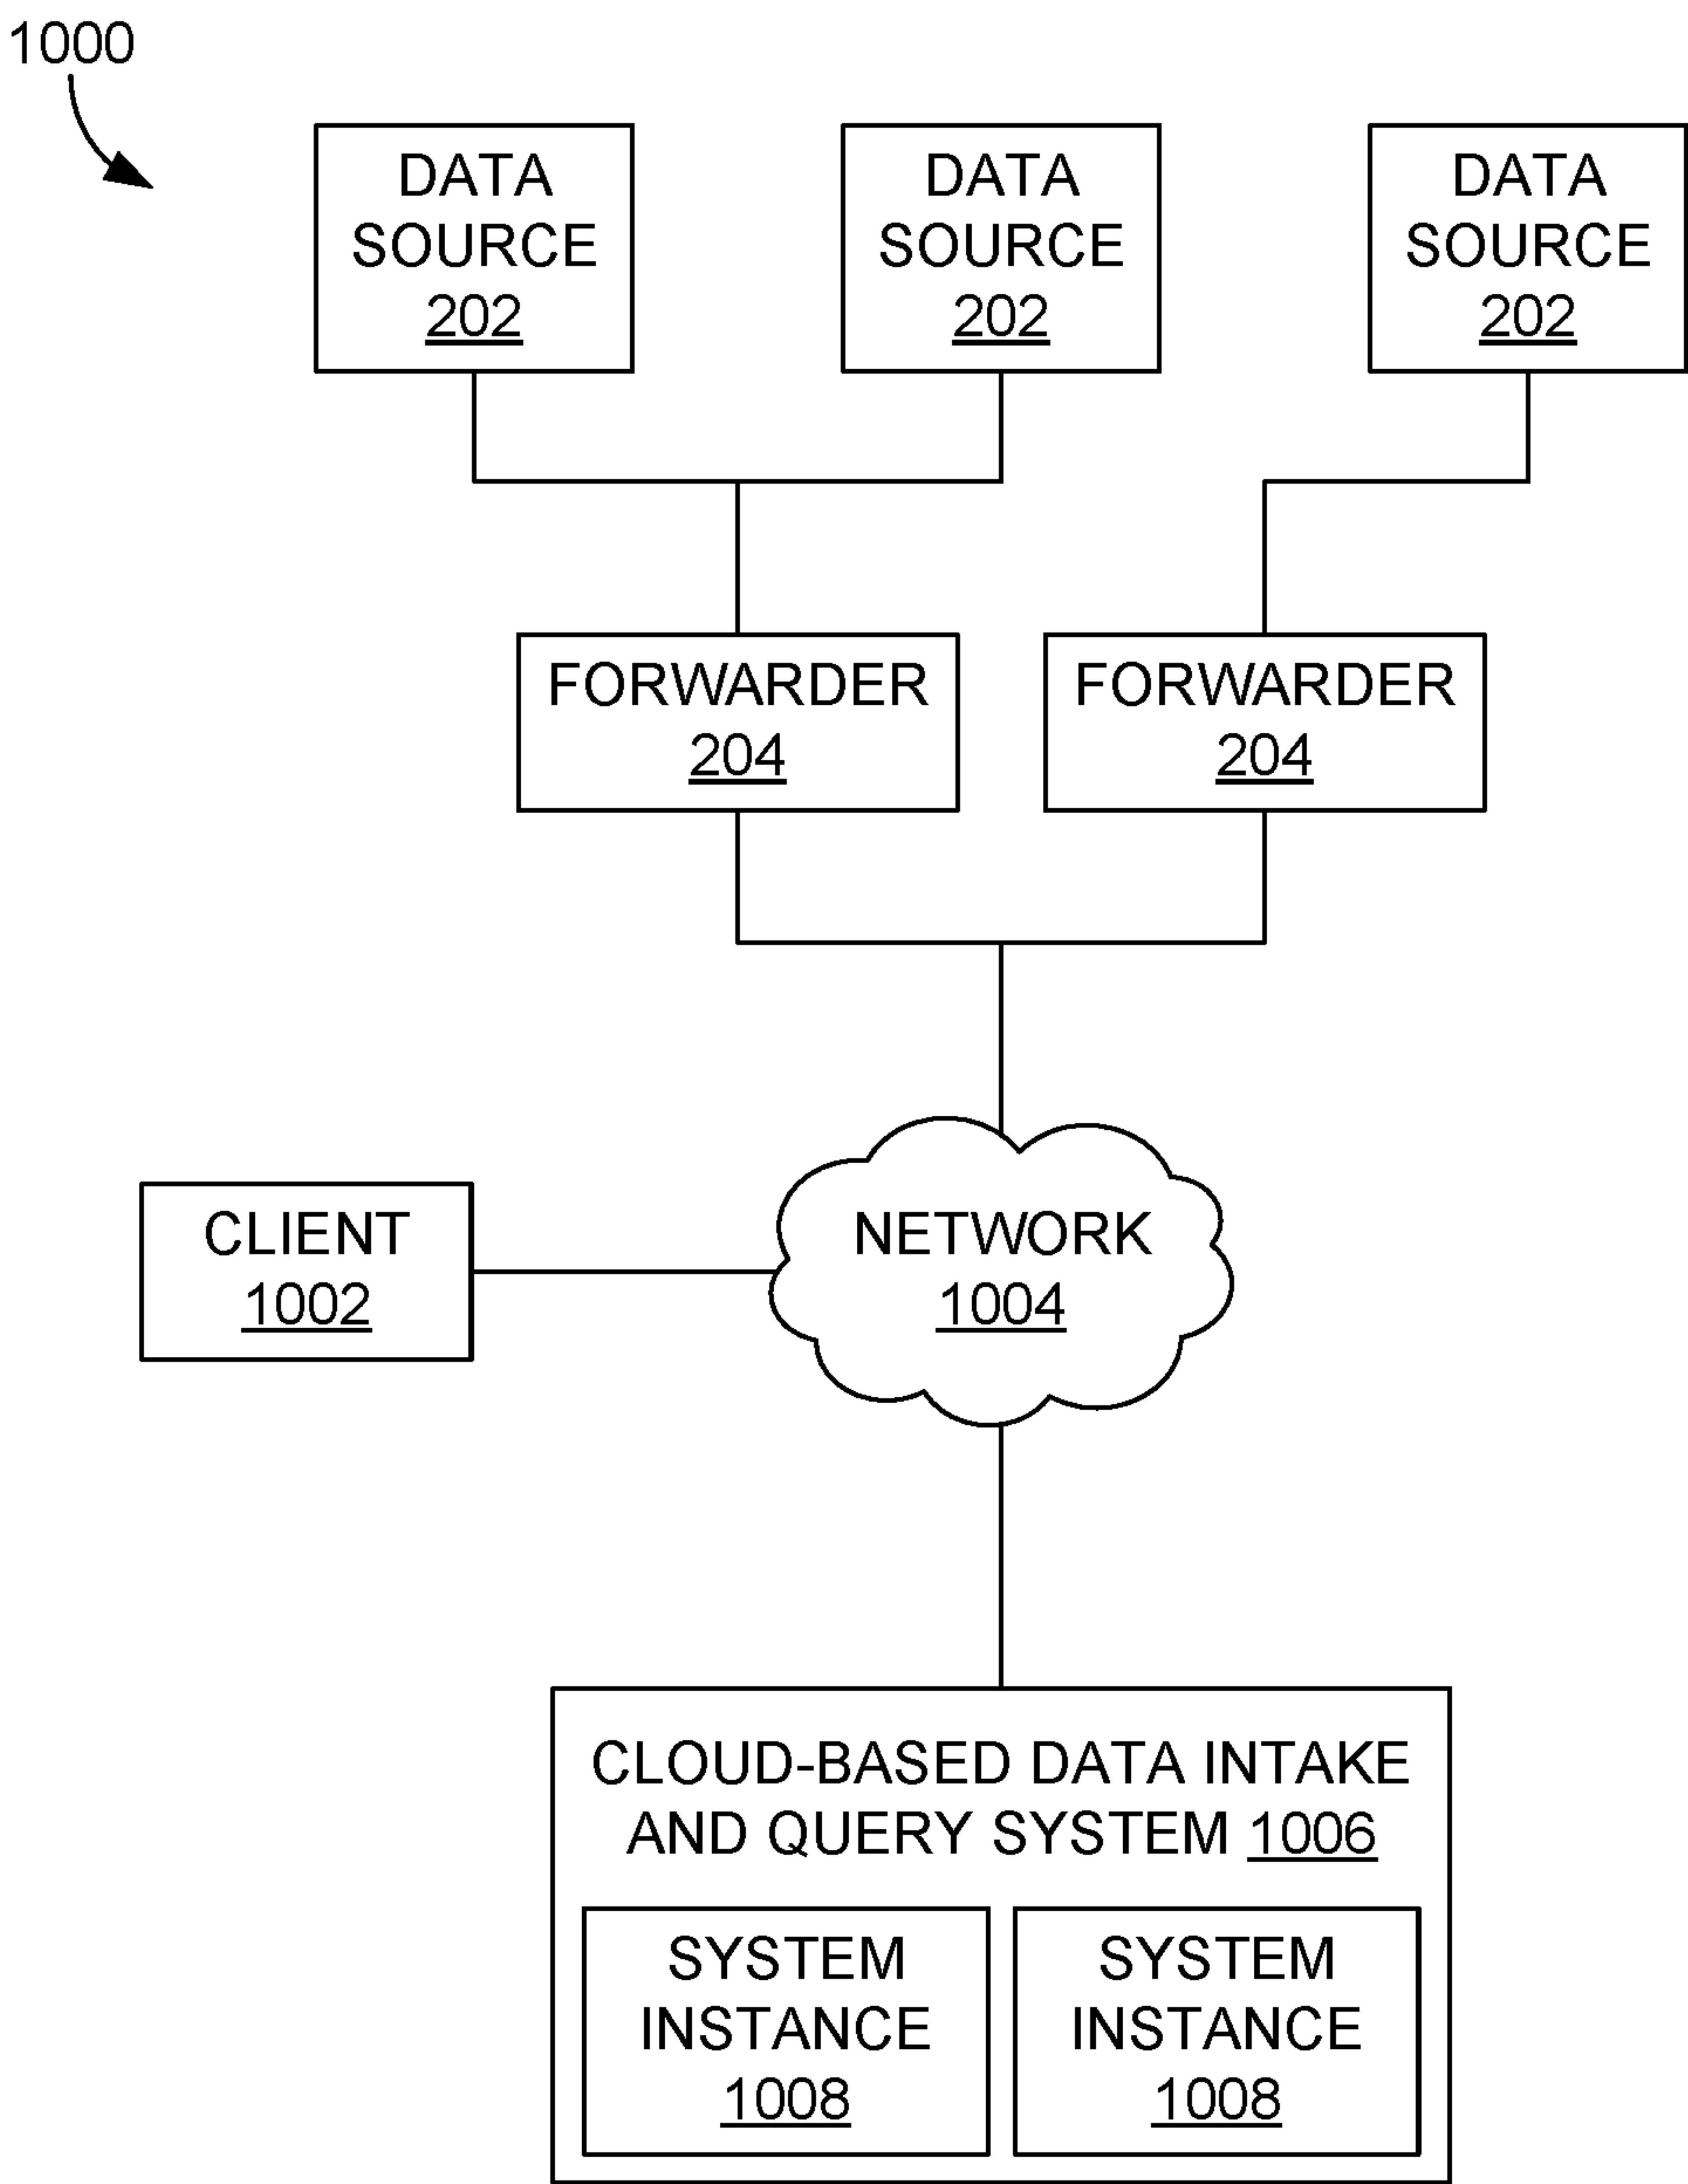 1000
DATA
SOURCE
202
DATA
SOURCE
202
DATA
SOURCE
202
FORWARDER
204
FORWARDER
204
CLIENT
1002
NETWORK
1004
CLOUD-BASED DATA INTAKE
AND QUERY SYSTEM 1006
SYSTEM
INSTANCE
1008
SYSTEM
INSTANCE
1008